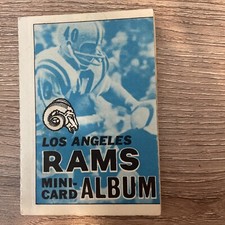 LOS ANGELES
RAMS
MINI-
CARD ALBUM